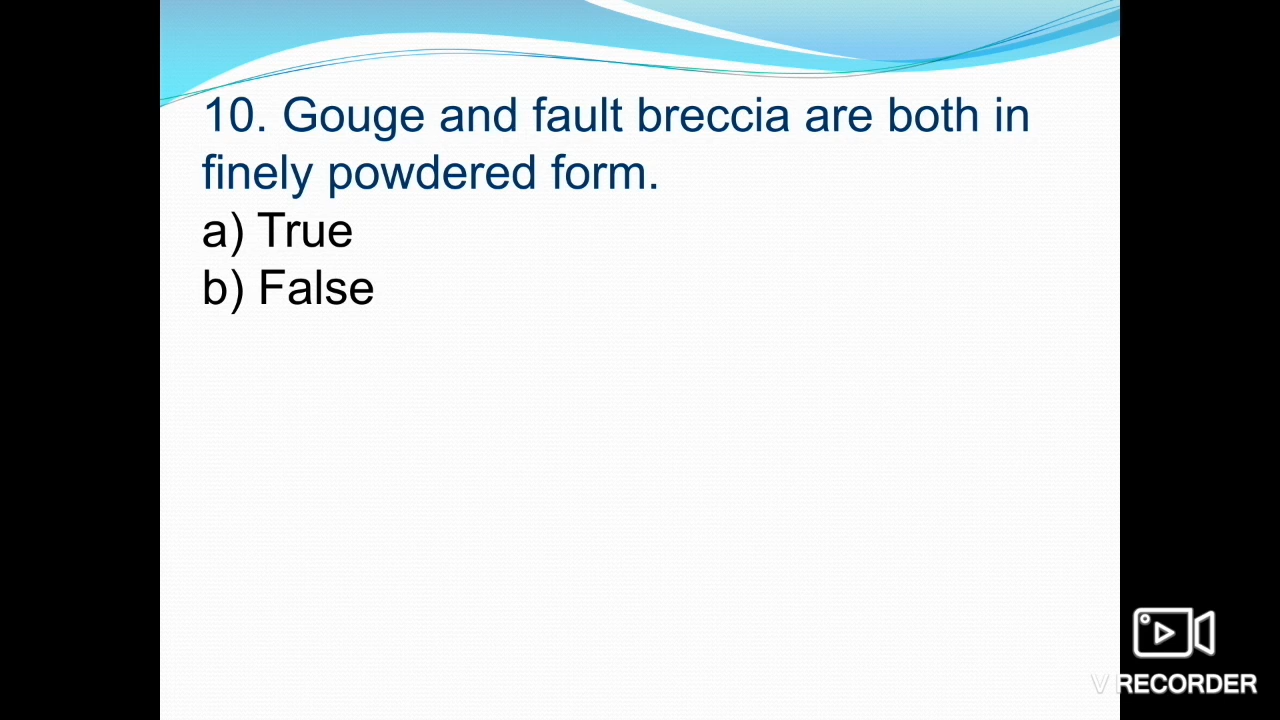 10. Gouge and fault breccia are both in
finely powdered form.
a) True
b) False
V RECORDER